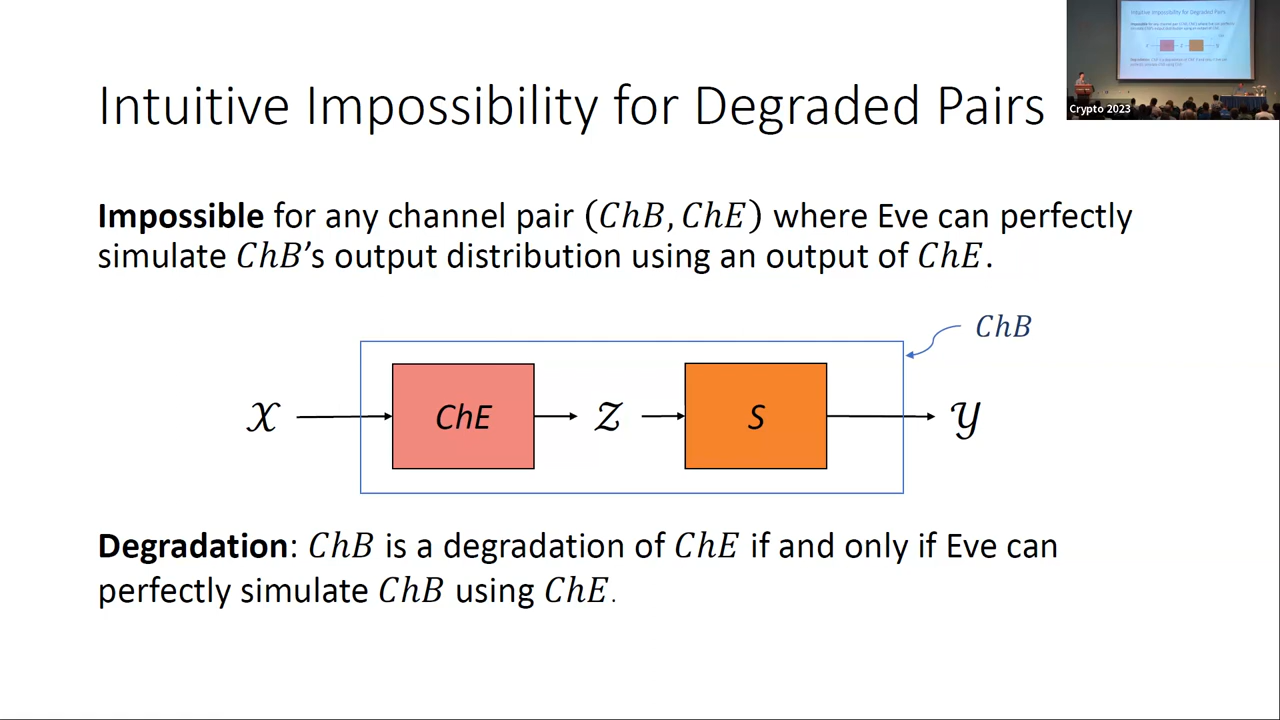 Intuitive Impossibility for Degraded Pairs
Crypto 2023
Impossible for any channel pair (ChB, ChE) where Eve can perfectly
simulate ChB's output distribution using an output of ChE.
ChB
𝒳 ChE 𝒵 S 𝒴
Degradation: ChB is a degradation of ChE if and only if Eve can
perfectly simulate ChB using ChE.